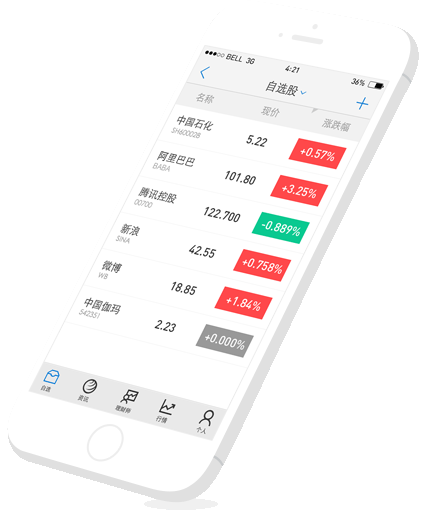 BELL 3G 4:21 36%
自选股
名称 现价 涨跌幅
中国石化 5.22 +0.57%
SH600028
阿里巴巴 101.80 +3.25%
BABA
腾讯控股 122.700 -0.889%
00700
新浪 42.55 +0.758%
SINA
微博 18.85 +1.84%
WB
中国伽玛 2.23 +0.000%
542351
自选 资讯 理财师 行情 个人